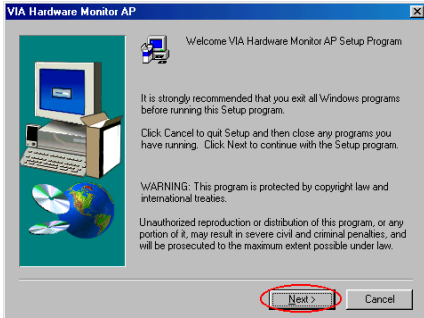 VIA Hardware Monitor AP
Welcome VIA Hardware Monitor AP Setup Program
It is strongly recommended that you exit all Windows programs
before running this Setup program.
Click Cancel to quit Setup and then close any programs you
have running. Click Next to continue with the Setup program.
WARNING: This program is protected by copyright law and
international treaties.
Unauthorized reproduction or distribution of this program, or any
portion of it, may result in severe civil and criminal penalties, and
will be prosecuted to the maximum extent possible under law.
Next >
Cancel